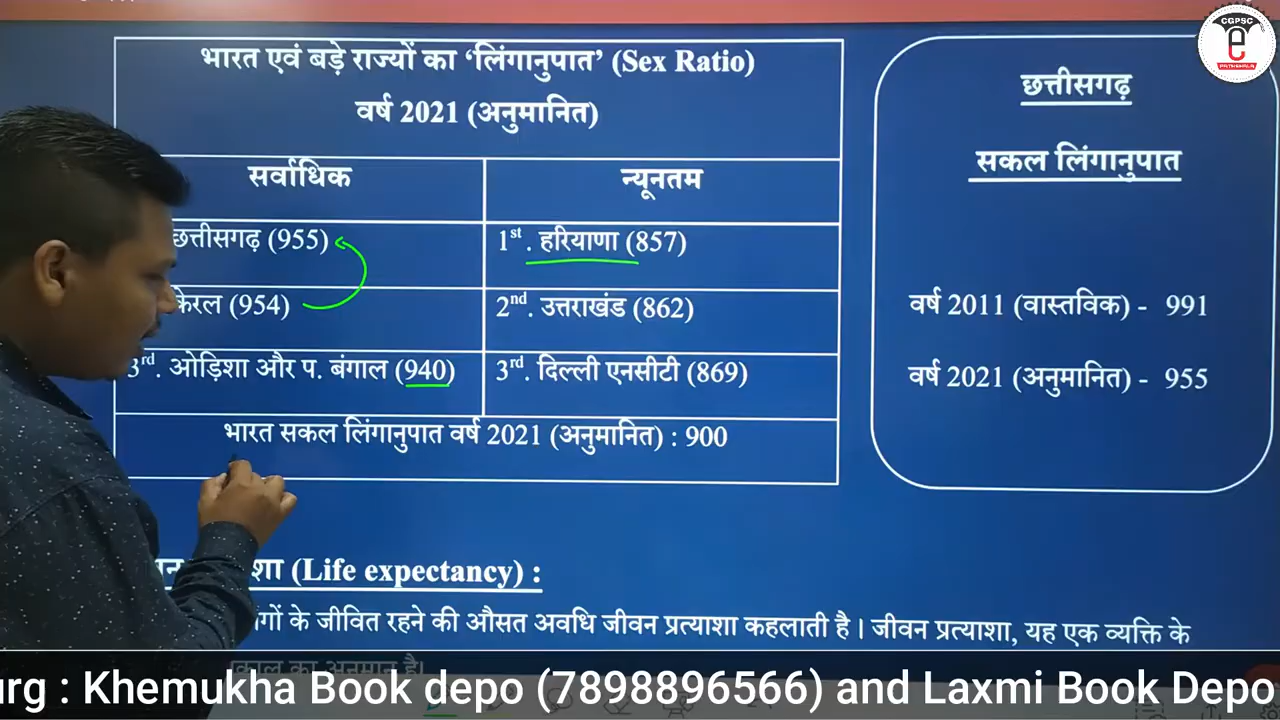 भारत एवं बड़े राज्यों का ‘लिंगानुपात’ (Sex Ratio)
वर्ष 2021 (अनुमानित)
सर्वाधिक
न्यूनतम
छत्तीसगढ़ (955)
1st. हरियाणा (857)
केरल (954)
2nd. उत्तराखंड (862)
3rd. ओड़िशा और प. बंगाल (940)
3rd. दिल्ली एनसीटी (869)
भारत सकल लिंगानुपात वर्ष 2021 (अनुमानित) : 900
छत्तीसगढ़
सकल लिंगानुपात
वर्ष 2011 (वास्तविक) - 991
वर्ष 2021 (अनुमानित) - 955
(Life expectancy) :
के जीवित रहने की औसत अवधि जीवन प्रत्याशा कहलाती है । जीवन प्रत्याशा, यह एक व्यक्ति के
का अनुमान है।
urg : Khemukha Book depo (7898896566) and Laxmi Book Depo
CGPSC
e